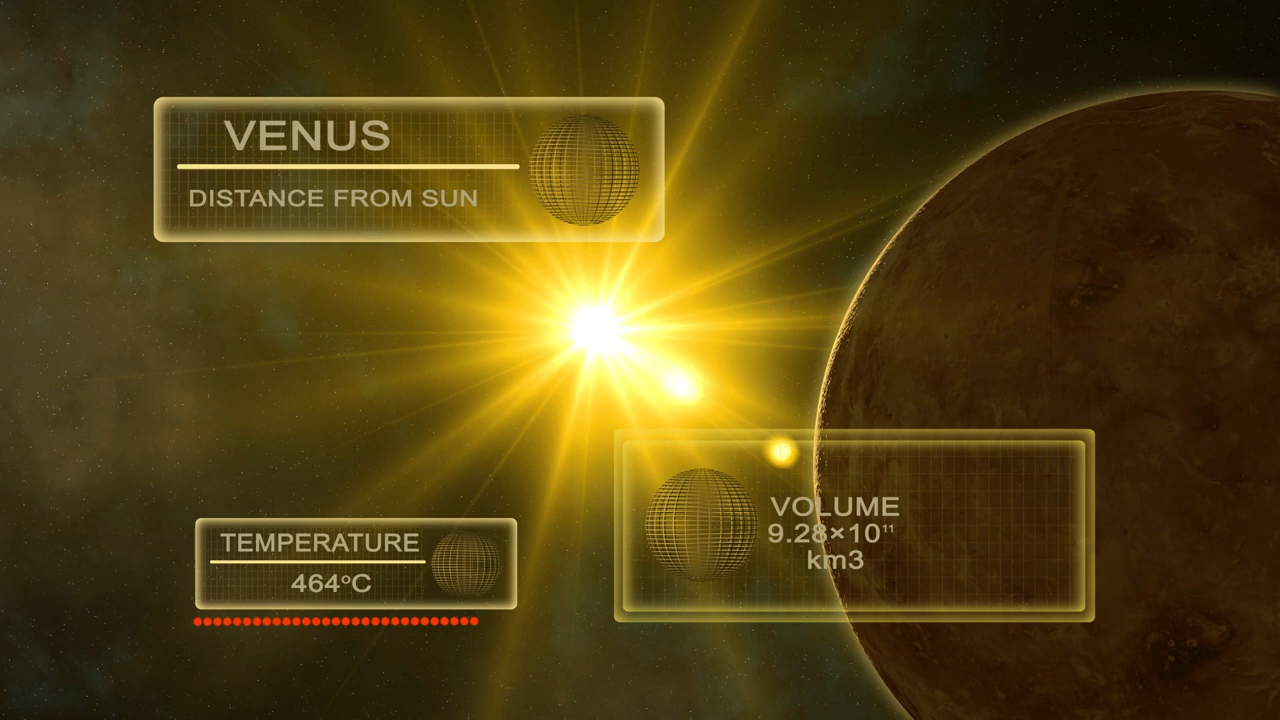 VENUS
DISTANCE FROM SUN
TEMPERATURE
464°C
VOLUME
9.28×10¹¹
km3